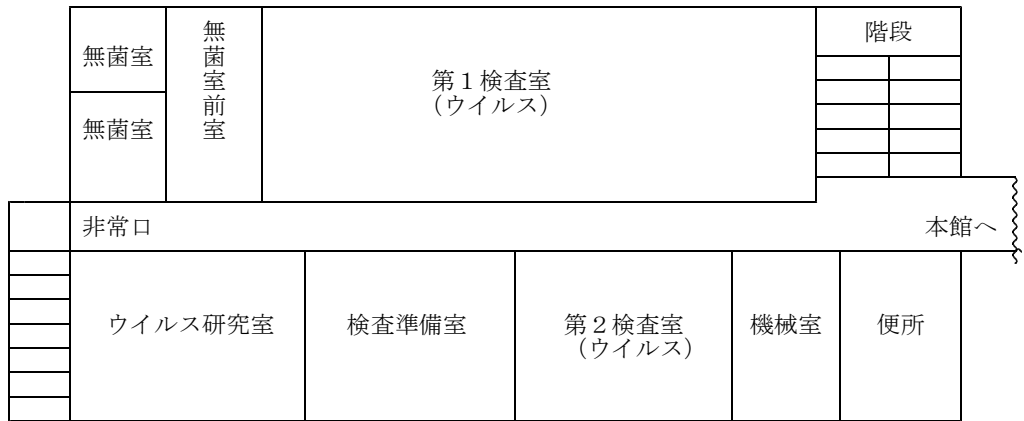 無菌室
無菌室前室
第１検査室
（ウイルス）
階段
無菌室
非常口
本館へ
ウイルス研究室
検査準備室
第２検査室
（ウイルス）
機械室
便所